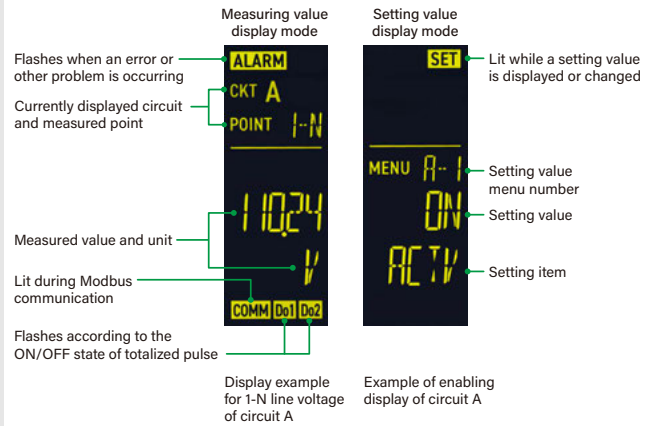 Measuring value
display mode
Setting value
display mode
Flashes when an error or
other problem is occurring
Currently displayed circuit
and measured point
Measured value and unit
Lit during Modbus
communication
Flashes according to the
ON/OFF state of totalized pulse
ALARM
CKT A
POINT 1-N
110.24
V
COMM Do1 Do2
SET
MENU A-1
ON
ACTV
Lit while a setting value
is displayed or changed
Setting value
menu number
Setting value
Setting item
Display example
for 1-N line voltage
of circuit A
Example of enabling
display of circuit A